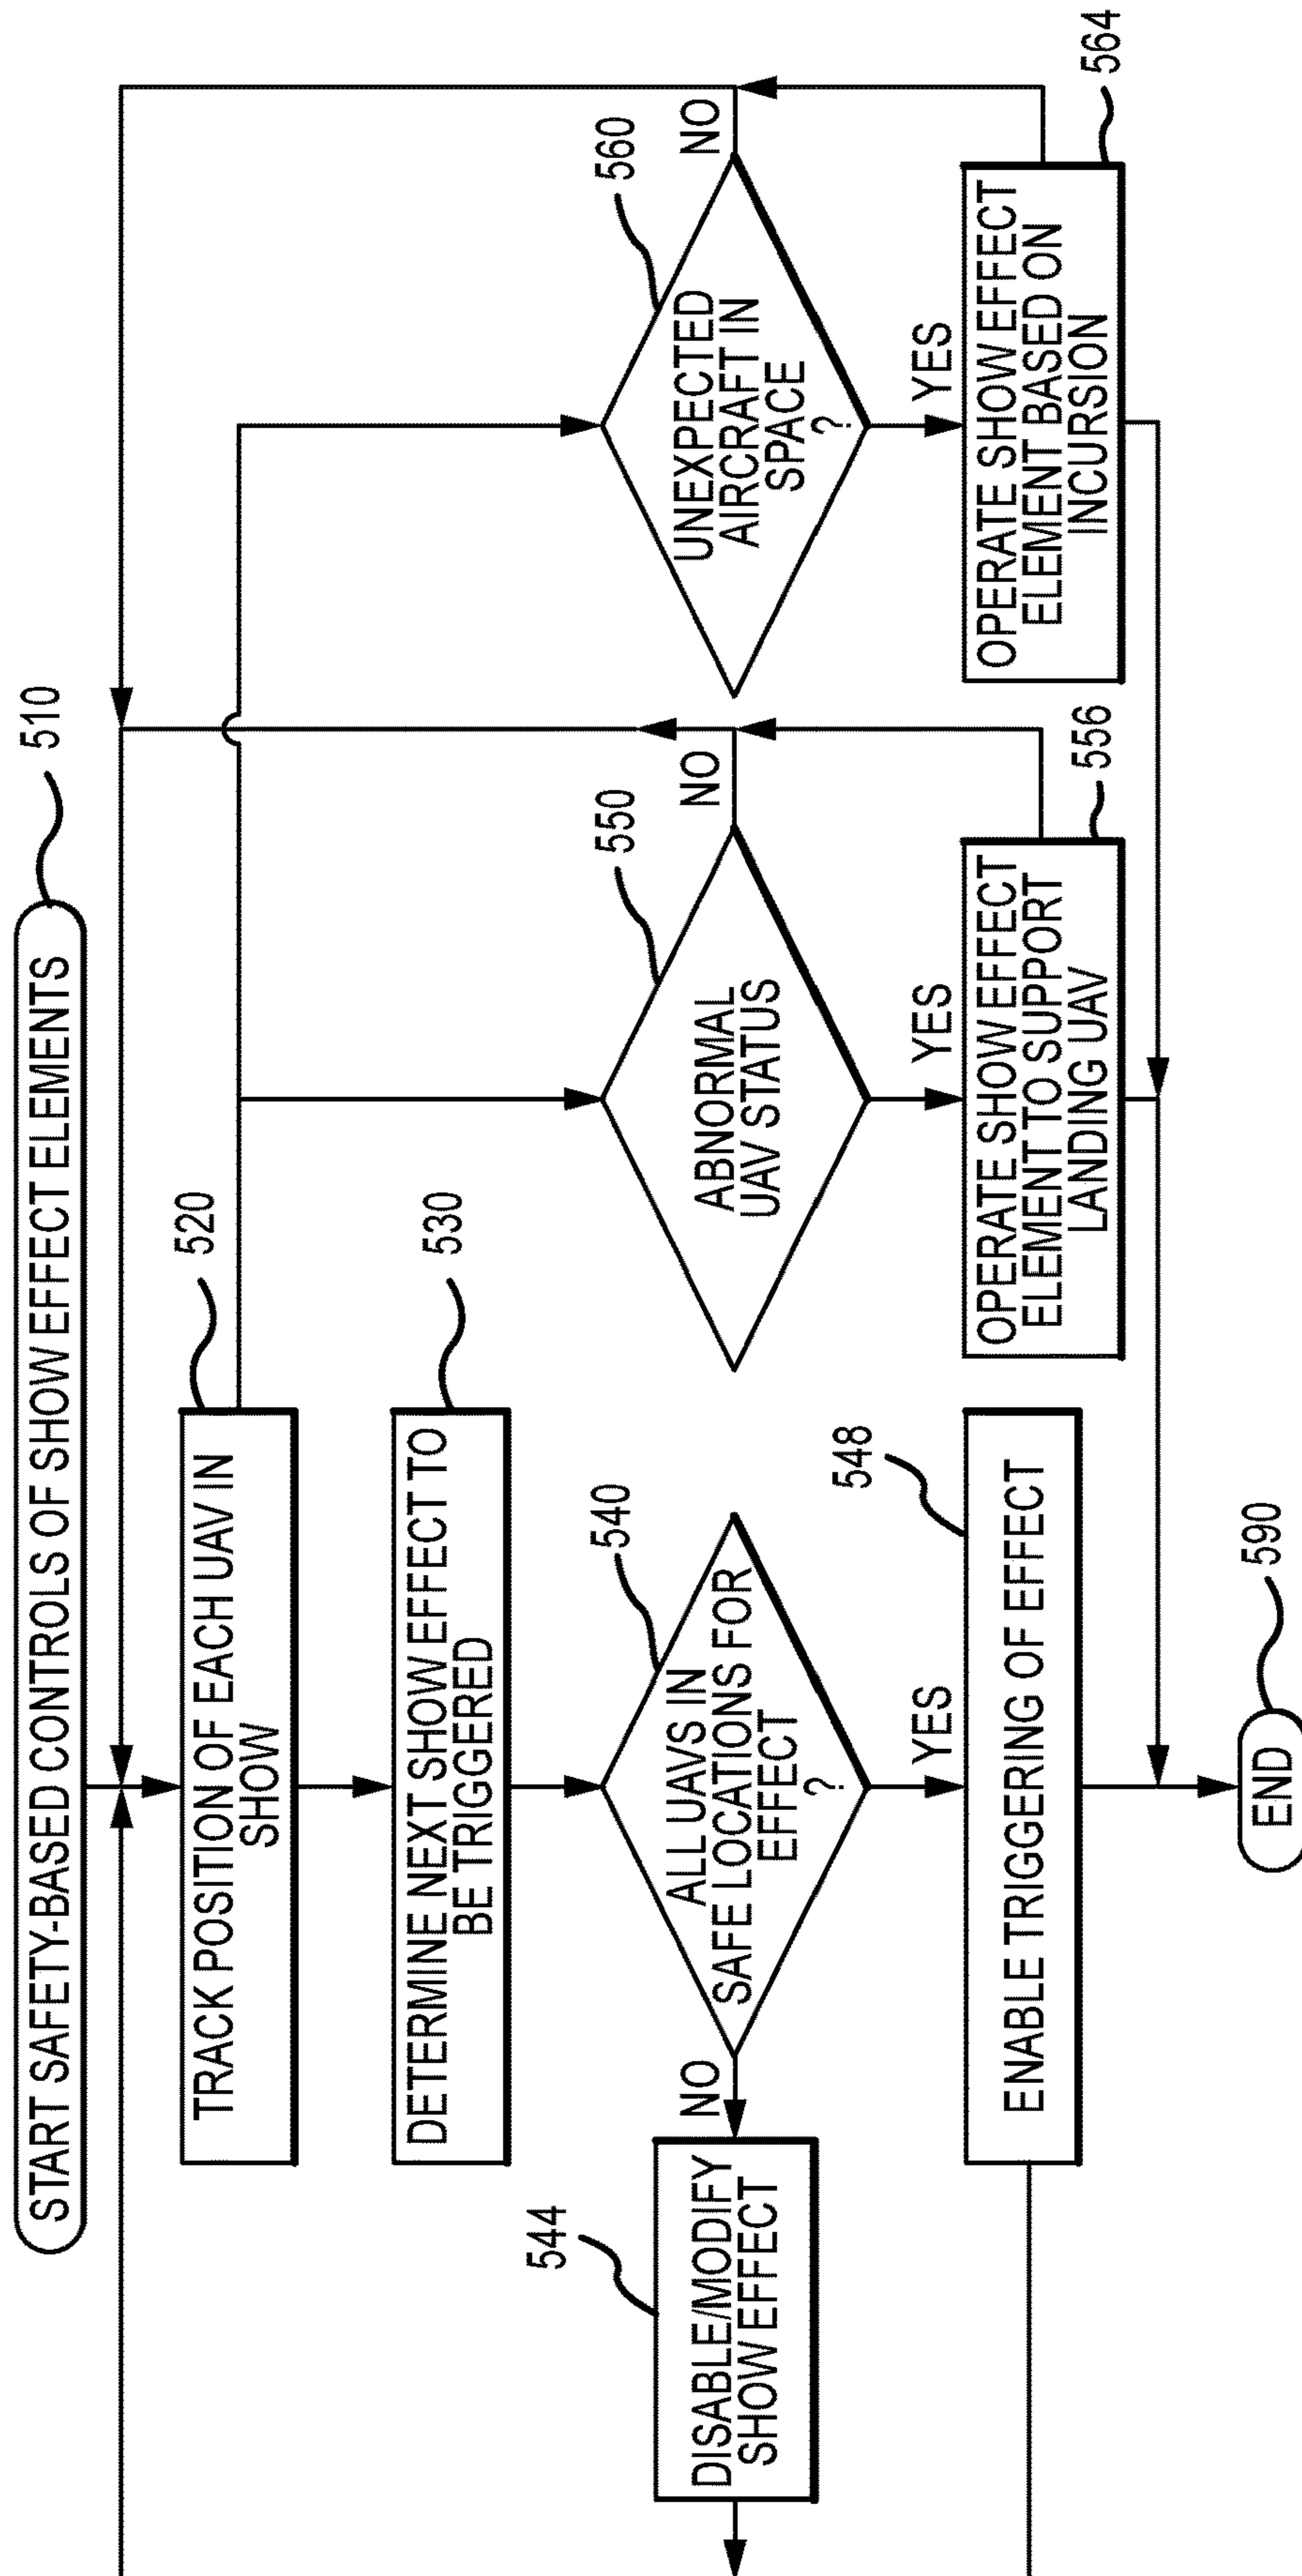 START SAFETY-BASED CONTROLS OF SHOW EFFECT ELEMENTS
510
TRACK POSITION OF EACH UAV IN
SHOW
520
DETERMINE NEXT SHOW EFFECT TO
BE TRIGGERED
530
ALL UAVS IN
SAFE LOCATIONS FOR
EFFECT
?
540
NO
DISABLE/MODIFY
SHOW EFFECT
544
YES
ENABLE TRIGGERING OF EFFECT
548
ABNORMAL
UAV STATUS
550
NO
YES
OPERATE SHOW EFFECT
ELEMENT TO SUPPORT
LANDING UAV
556
UNEXPECTED
AIRCRAFT IN
SPACE
?
560
NO
YES
OPERATE SHOW EFFECT
ELEMENT BASED ON
INCURSION
564
END
590